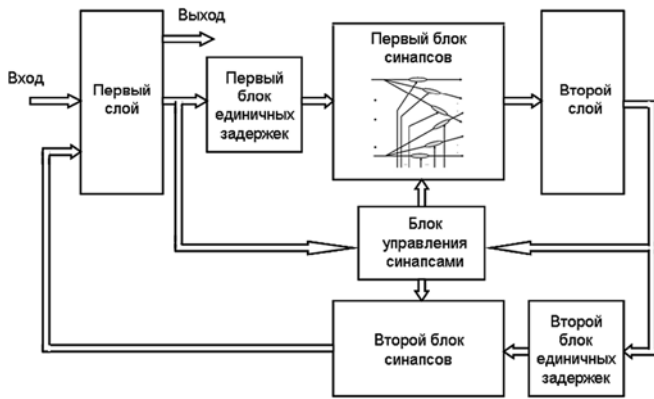 Выход
Вход
Первый
слой
Первый
блок
единичных
задержек
Первый блок
синапсов
Второй
слой
Блок
управления
синапсами
Второй блок
синапсов
Второй
блок
единичных
задержек